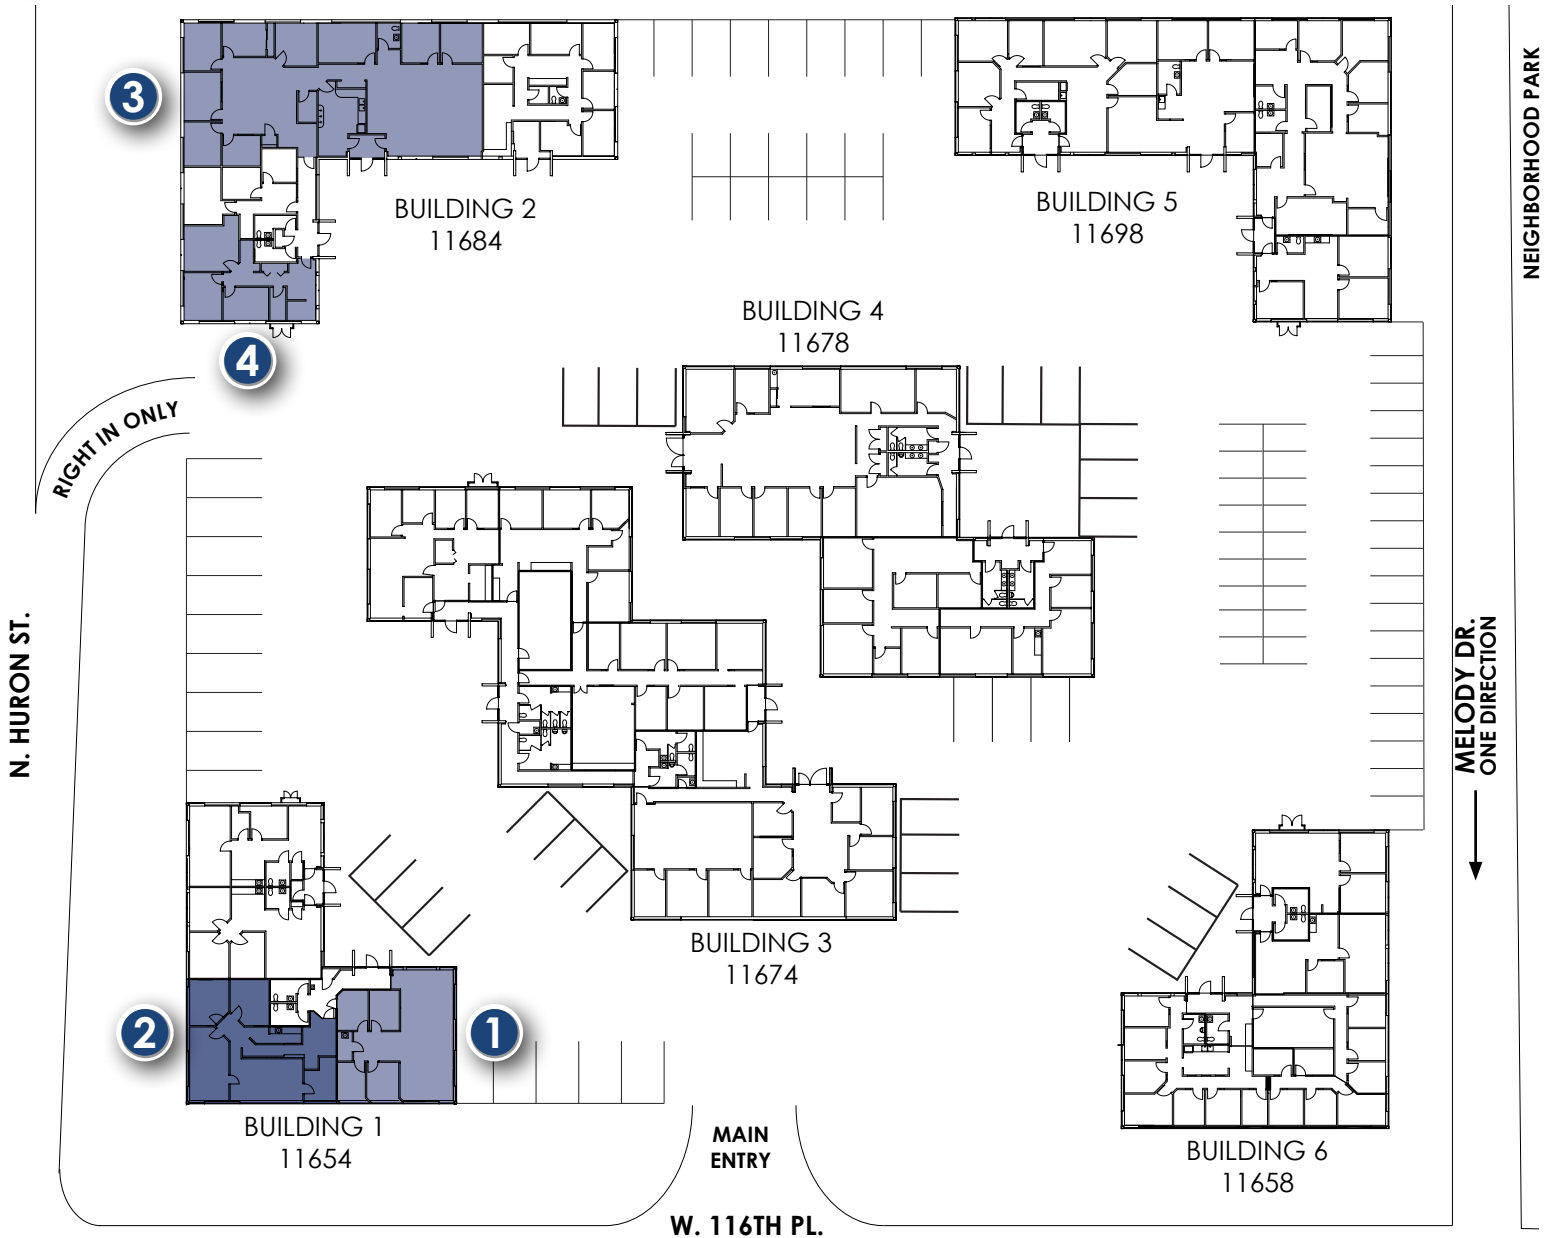 3
BUILDING 2
11684
BUILDING 5
11698
NEIGHBORHOOD PARK
BUILDING 4
11678
4
RIGHT IN ONLY
N. HURON ST.
MELODY DR.
ONE DIRECTION
BUILDING 3
11674
2
1
BUILDING 1
11654
MAIN
ENTRY
BUILDING 6
11658
W. 116TH PL.